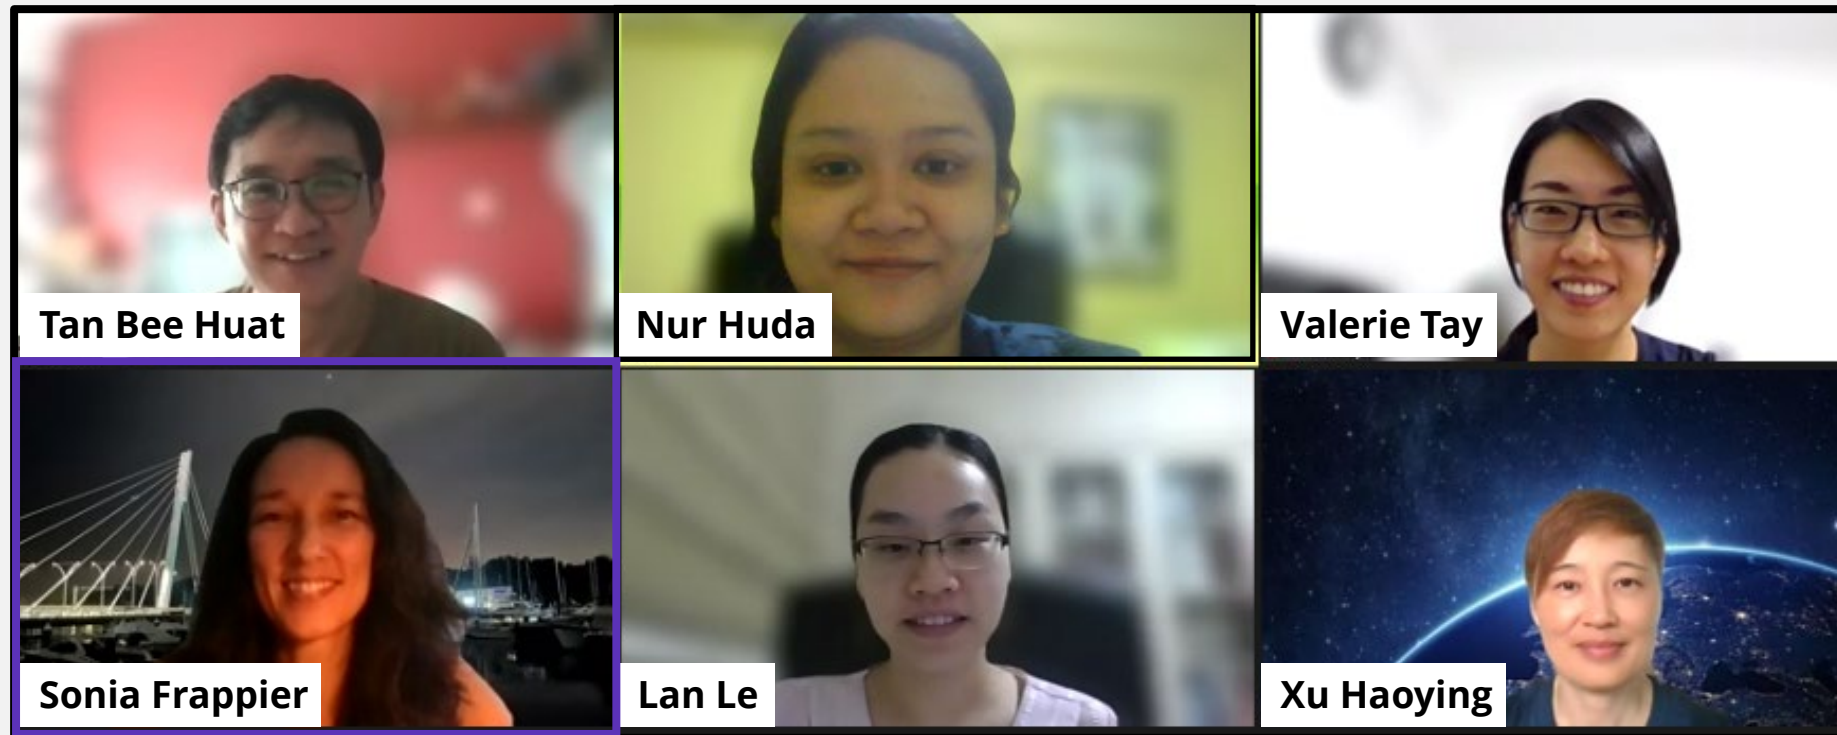 Tan Bee Huat
Nur Huda
Valerie Tay
Sonia Frappier
Lan Le
Xu Haoying